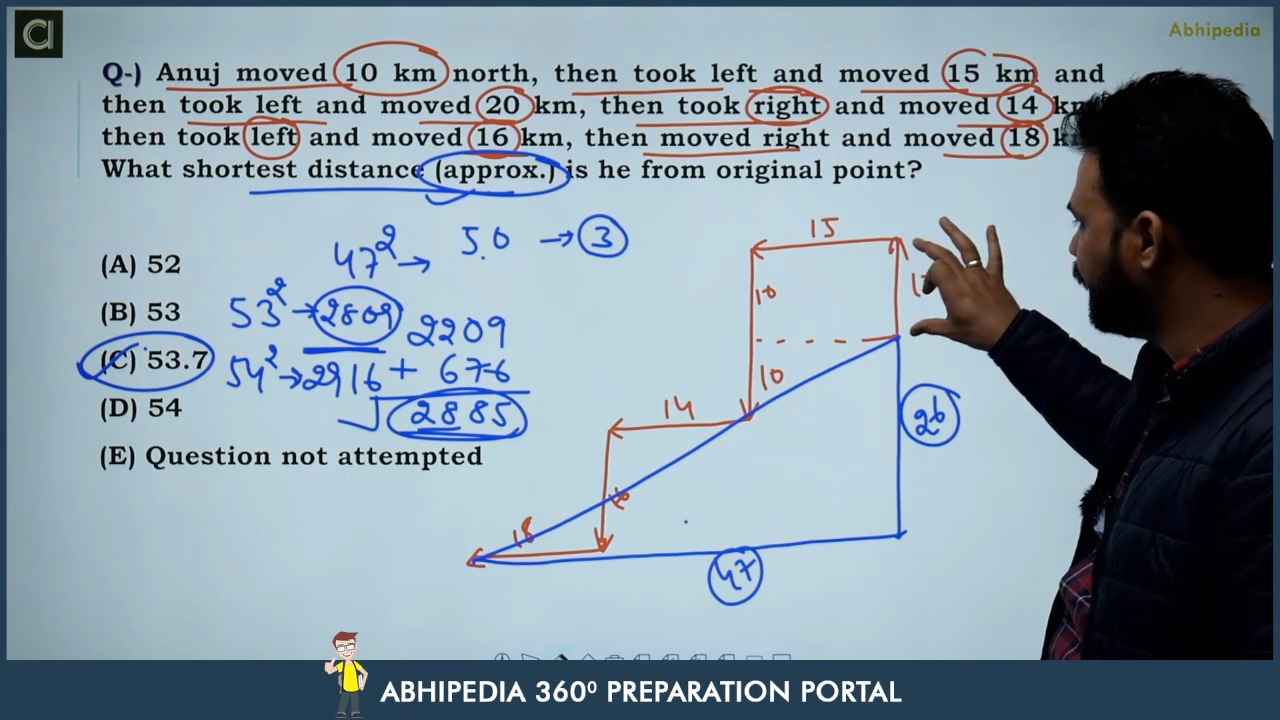 Abhipedia
Q-) Anuj moved 10 km north, then took left and moved 15 km and
then took left and moved 20 km, then took right and moved 14
then took left and moved 16 km, then moved right and moved 18
What shortest distance (approx.) is he from original point?
(A) 52
(B) 53
(C) 53.7
(D) 54
(E) Question not attempted
47² → 5.0 → 3
53² → 2809
2209
54² → 2916 + 676
√2885
15
10
10
14
18
26
47
ABHIPEDIA 360⁰ PREPARATION PORTAL